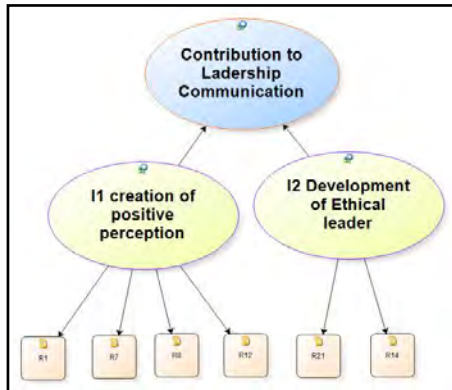 Contribution to
Ladership
Communication
I1 creation of
positive
perception
I2 Development
of Ethical
leader
R1
R7
R8
R12
R21
R14